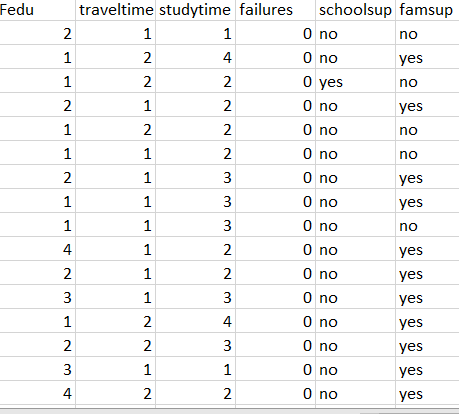 Fedu traveltime studytime failures schoolsup famsup
2 1 1 0 no no
1 2 4 0 no yes
1 2 2 0 yes no
2 1 2 0 no yes
1 2 2 0 no no
1 1 2 0 no no
2 1 3 0 no yes
1 1 3 0 no yes
1 1 3 0 no no
4 1 2 0 no yes
2 1 2 0 no yes
3 1 3 0 no yes
1 2 4 0 no yes
2 2 3 0 no yes
3 1 1 0 no yes
4 2 2 0 no yes